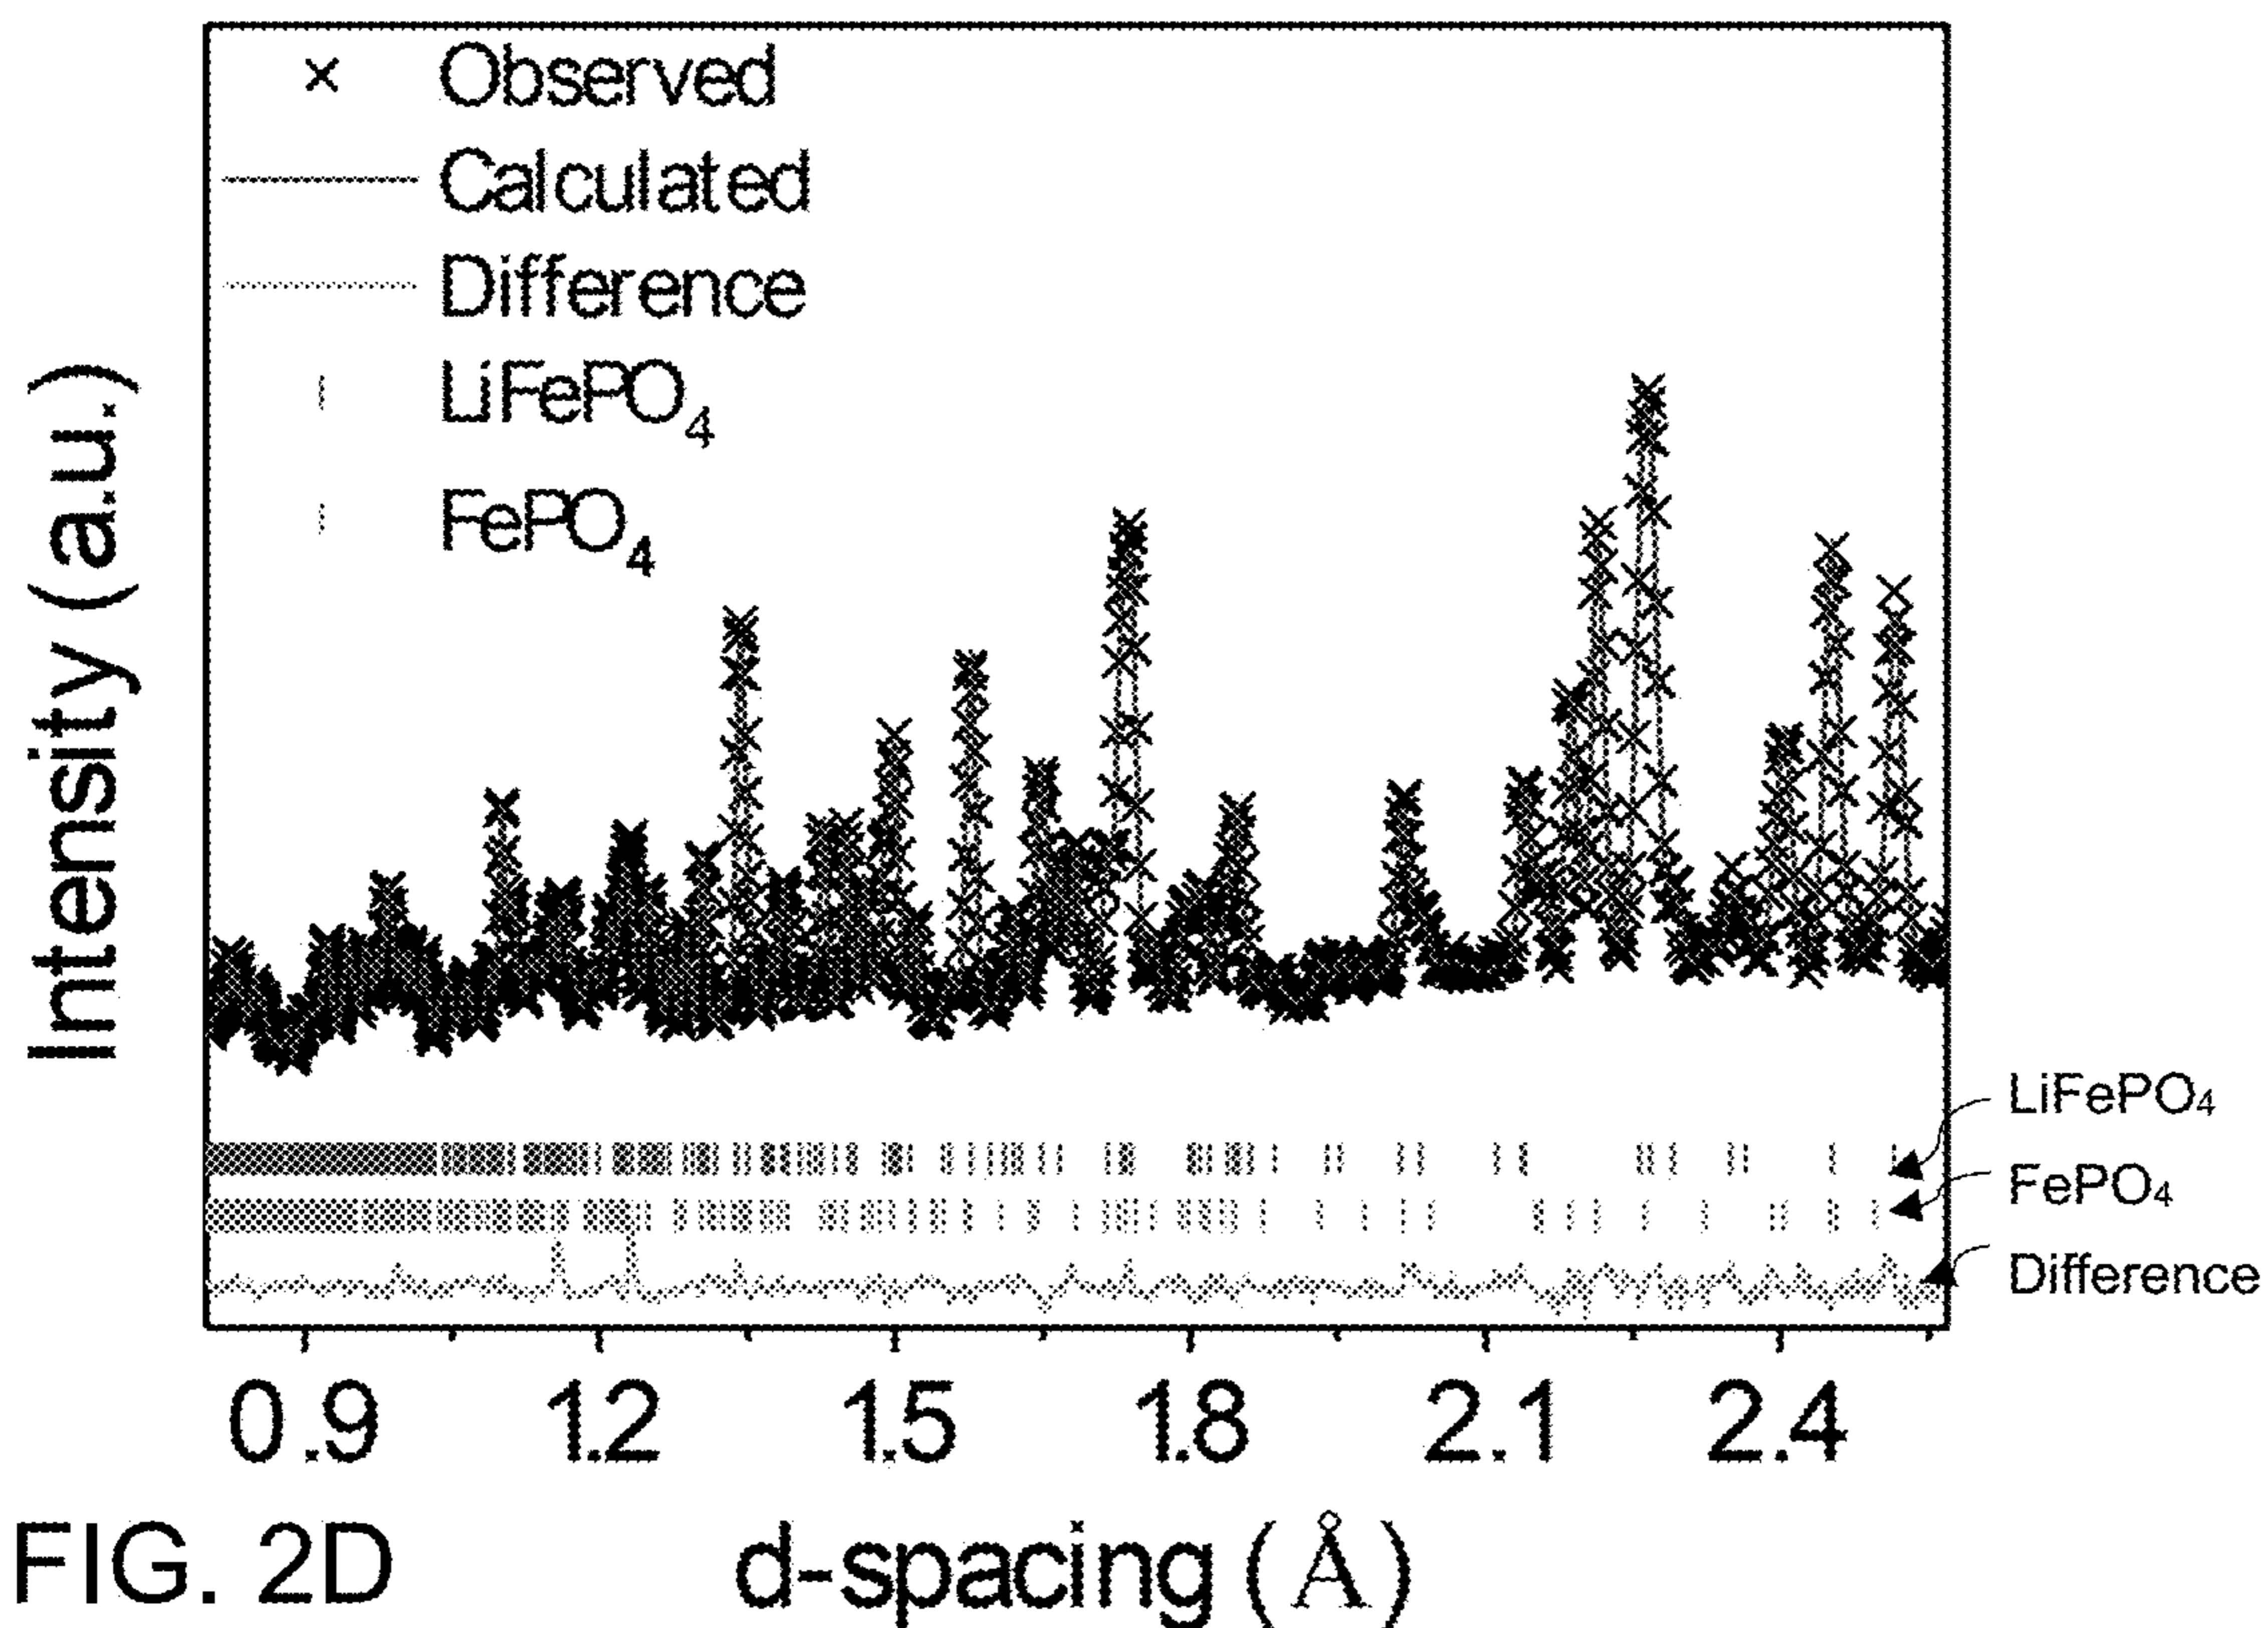 Observed
Calculated
Difference
LiFePO₄
FePO₄
Intensity (a.u.)
LiFePO₄
FePO₄
Difference
0.9 1.2 1.5 1.8 2.1 2.4
d-spacing (Å)
FIG. 2D